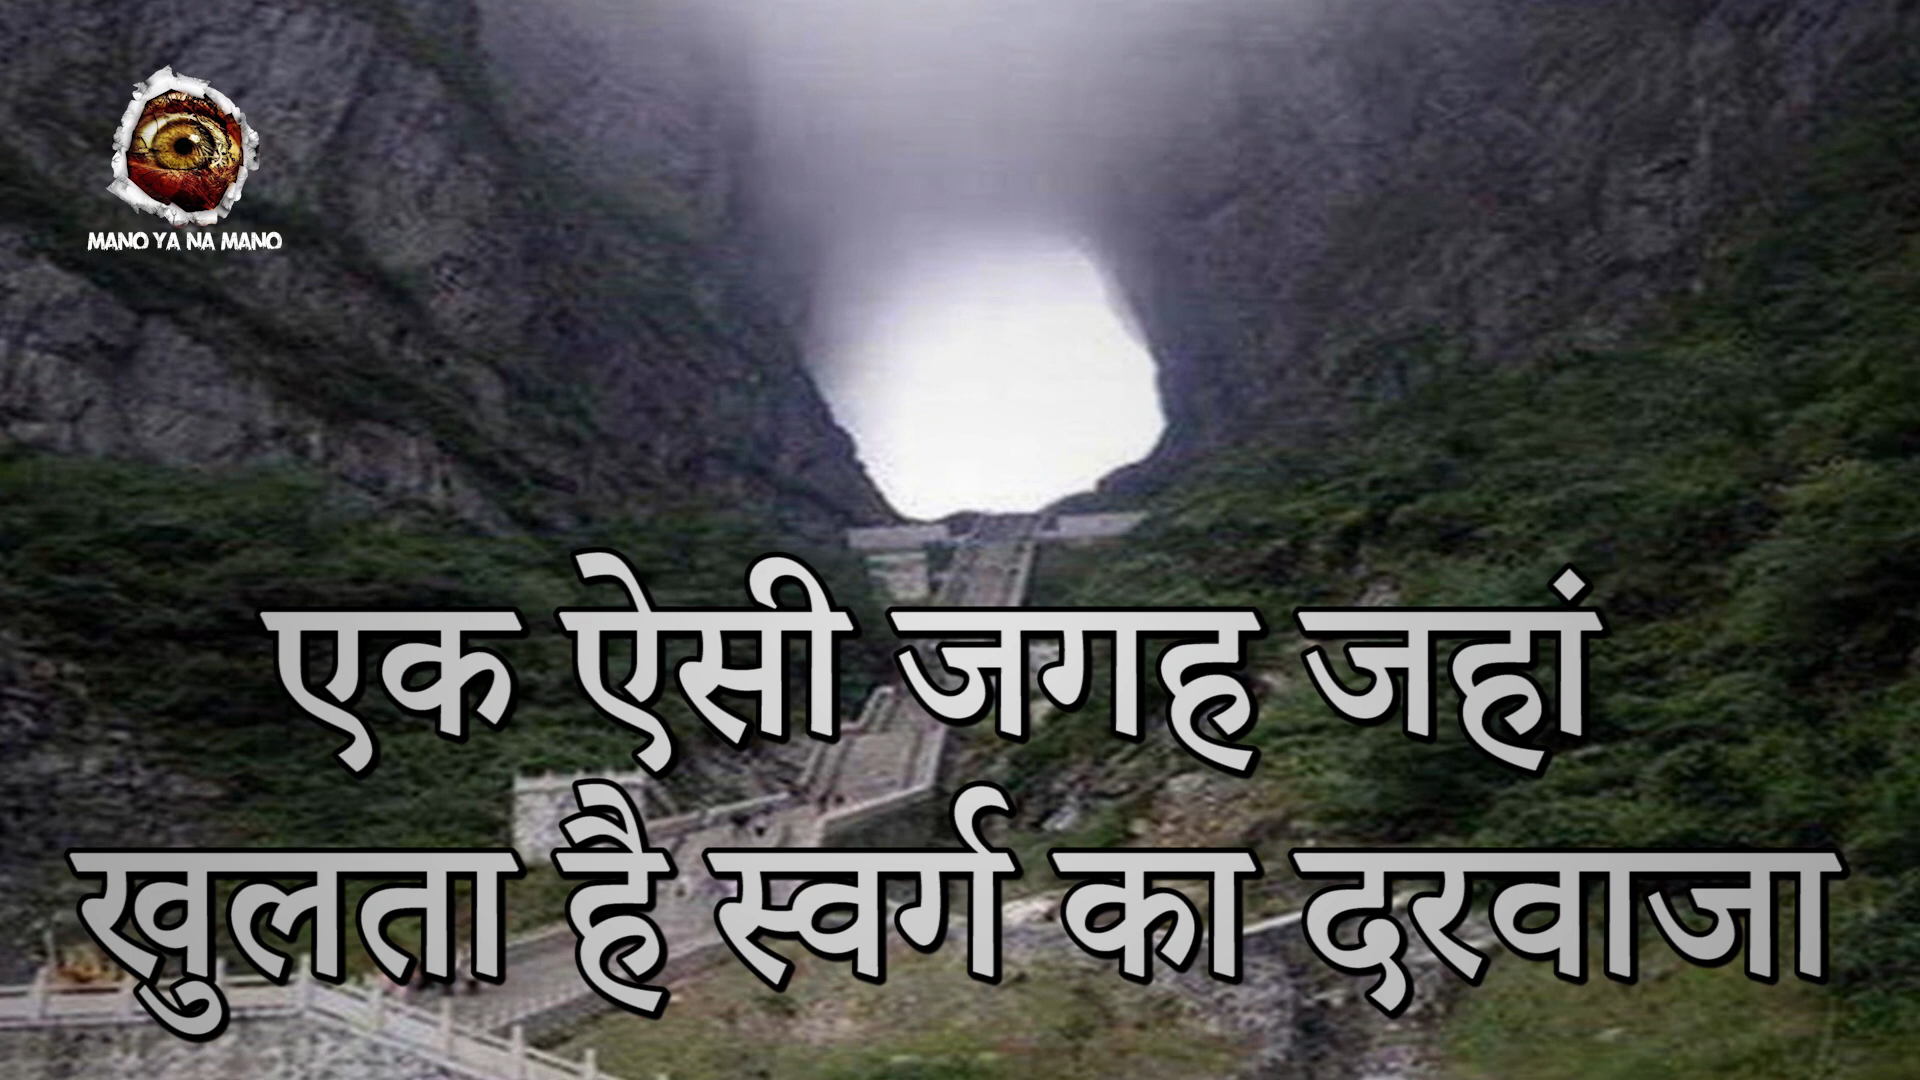 MANO YA NA MANO
एक ऐसी जगह जहां
खुलता है स्वर्ग का दरवाजा